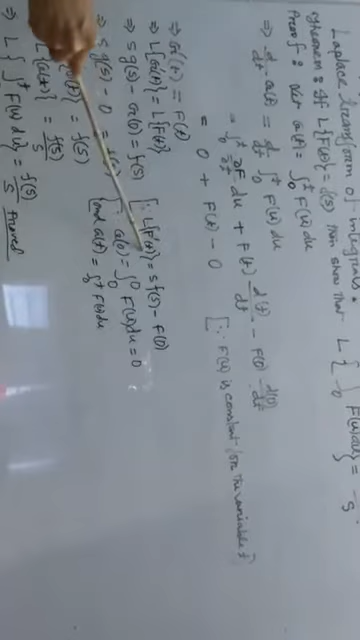 Laplace transform of integrals
Theorem: If L{F(t)} = f(s) then show that L{∫₀ F(u)du} = s
Proof: Let G(t) = ∫₀ᵗ F(u)du
⇒ d/dt G(t) = d/dt ∫₀ᵗ F(u)du
= ∫₀ᵗ ∂F/∂t du + F(t) d(t)/dt - F(0) d(0)/dt
= 0 + F(t) - 0 [∵ F(u) is constant for the variable t]
⇒ G'(t) = F(t)
⇒ L{G'(t)} = L{F(t)}
⇒ s g(s) - G(0) = f(s) [∵ L{F'(t)} = s f(s) - F(0)
⇒ s g(s) - 0 = f(s) ∵ G(0) = ∫₀⁰ F(u)du = 0
= f(s) and G(t) = ∫₀ᵗ F(u)du
L{G(t)} = f(s)/s
⇒ L{∫₀ᵗ F(u)du} = f(s)/s Proved